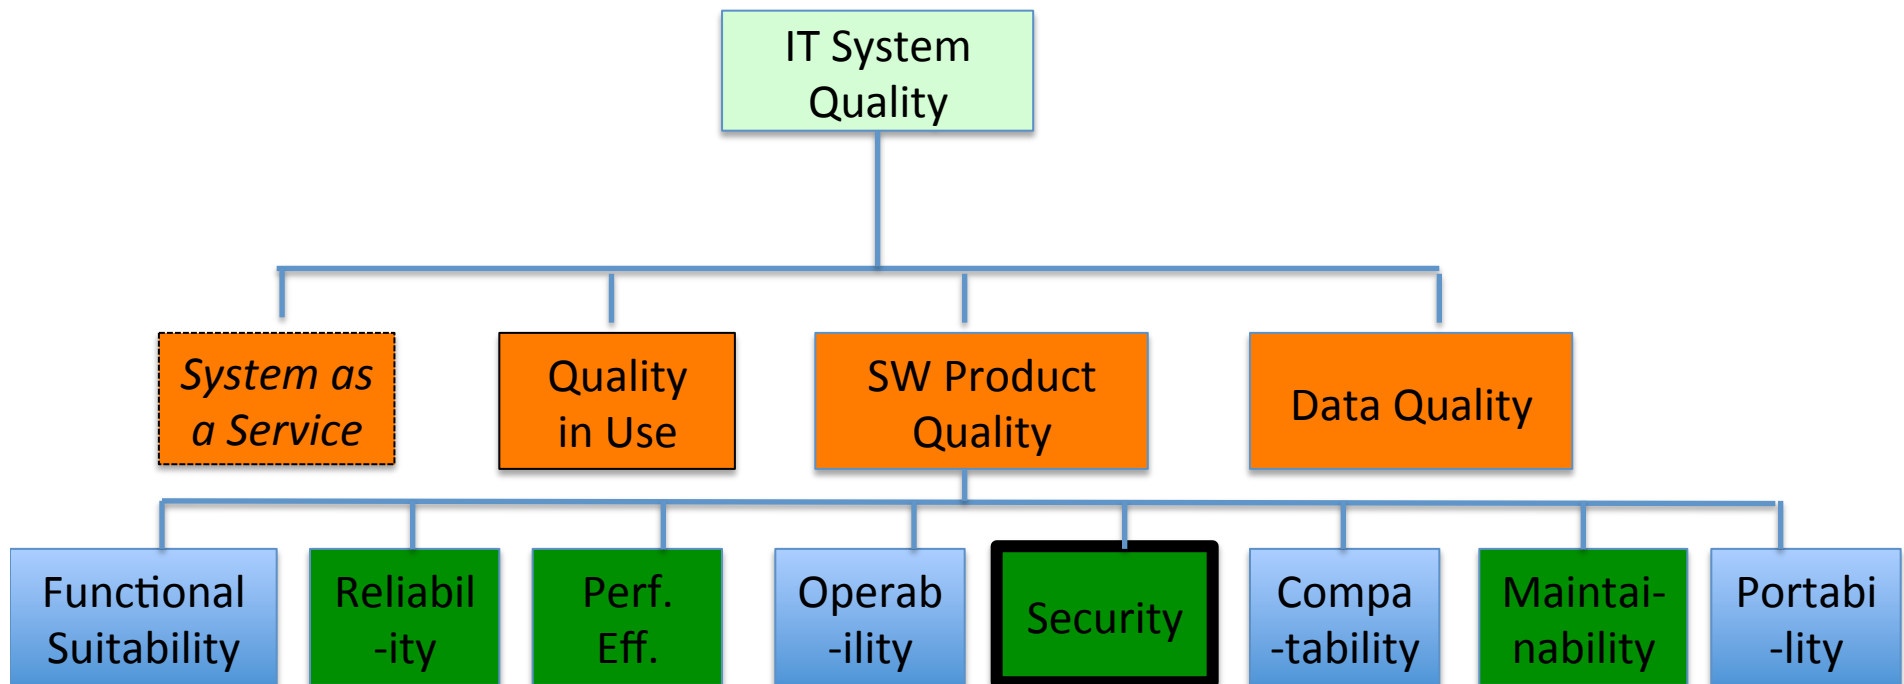 IT System
Quality
System as
a Service
Quality
in Use
SW Product
Quality
Data Quality
Functional
Suitability
Reliabil
-ity
Perf.
Eff.
Operab
-ility
Security
Compa
-tability
Maintai-
nability
Portabi
-lity